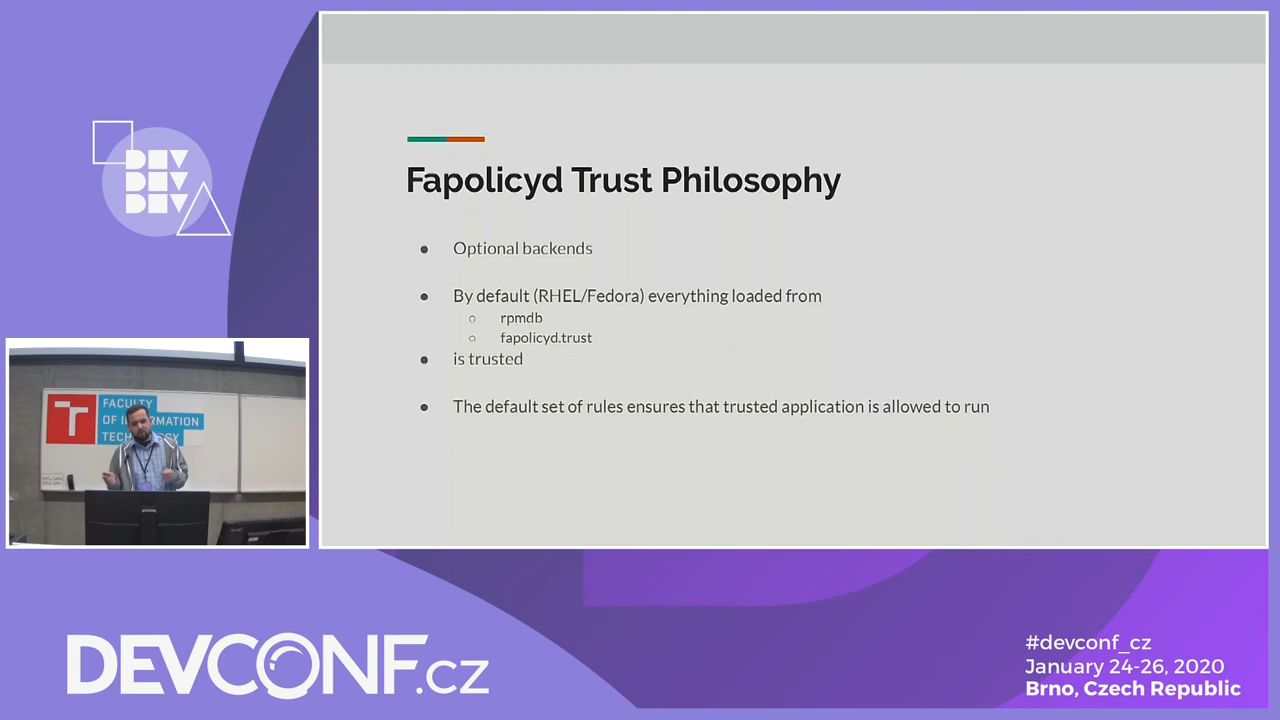 DEV
DEV
DEV
Fapolicyd Trust Philosophy
Optional backends
By default (RHEL/Fedora) everything loaded from
rpmdb
fapolicyd.trust
is trusted
The default set of rules ensures that trusted application is allowed to run
T
FACULTY
OF INFORMATION
TECHNOLOGY
DEVCONF.cz
#devconf_cz
January 24-26, 2020
Brno, Czech Republic